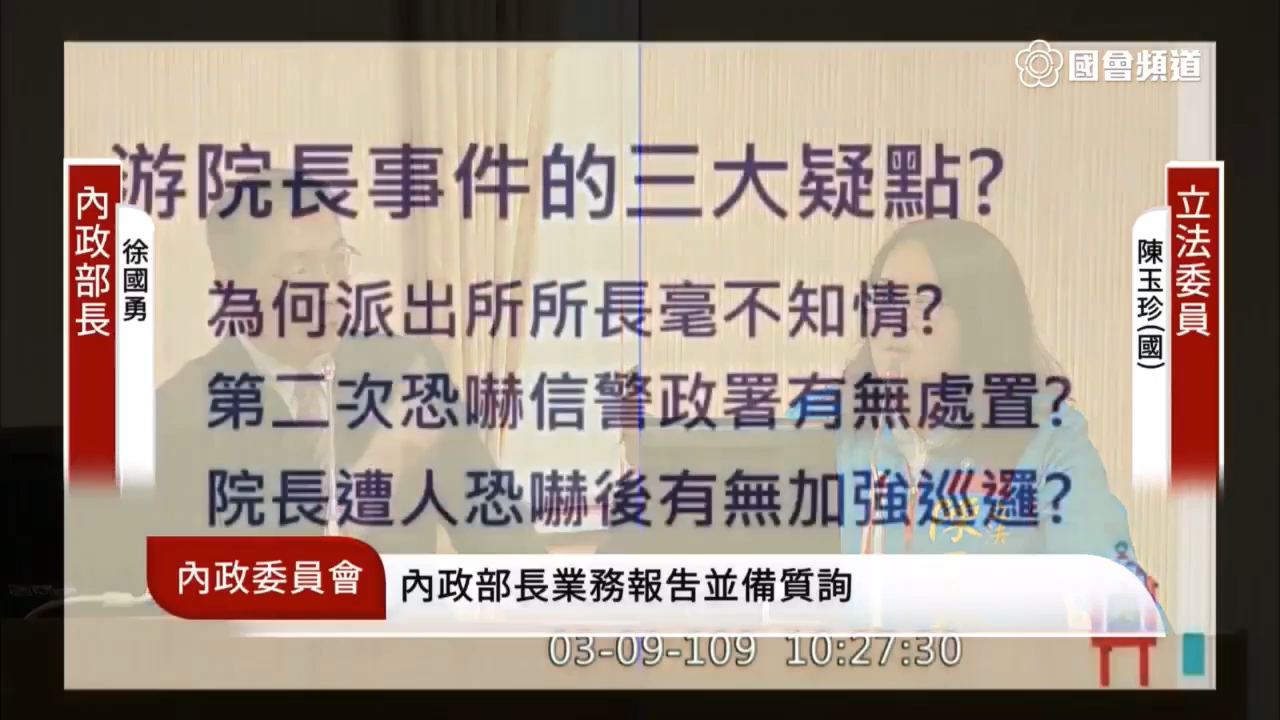 國會頻道
游院長事件的三大疑點?
為何派出所所長毫不知情?
第二次恐嚇信警政署有無處置?
院長遭人恐嚇後有無加強巡邏?
內政部長
徐國勇
立法委員
陳玉珍(國)
陳
立法
內政委員會
內政部長業務報告並備質詢
03-09-109 10:27:30